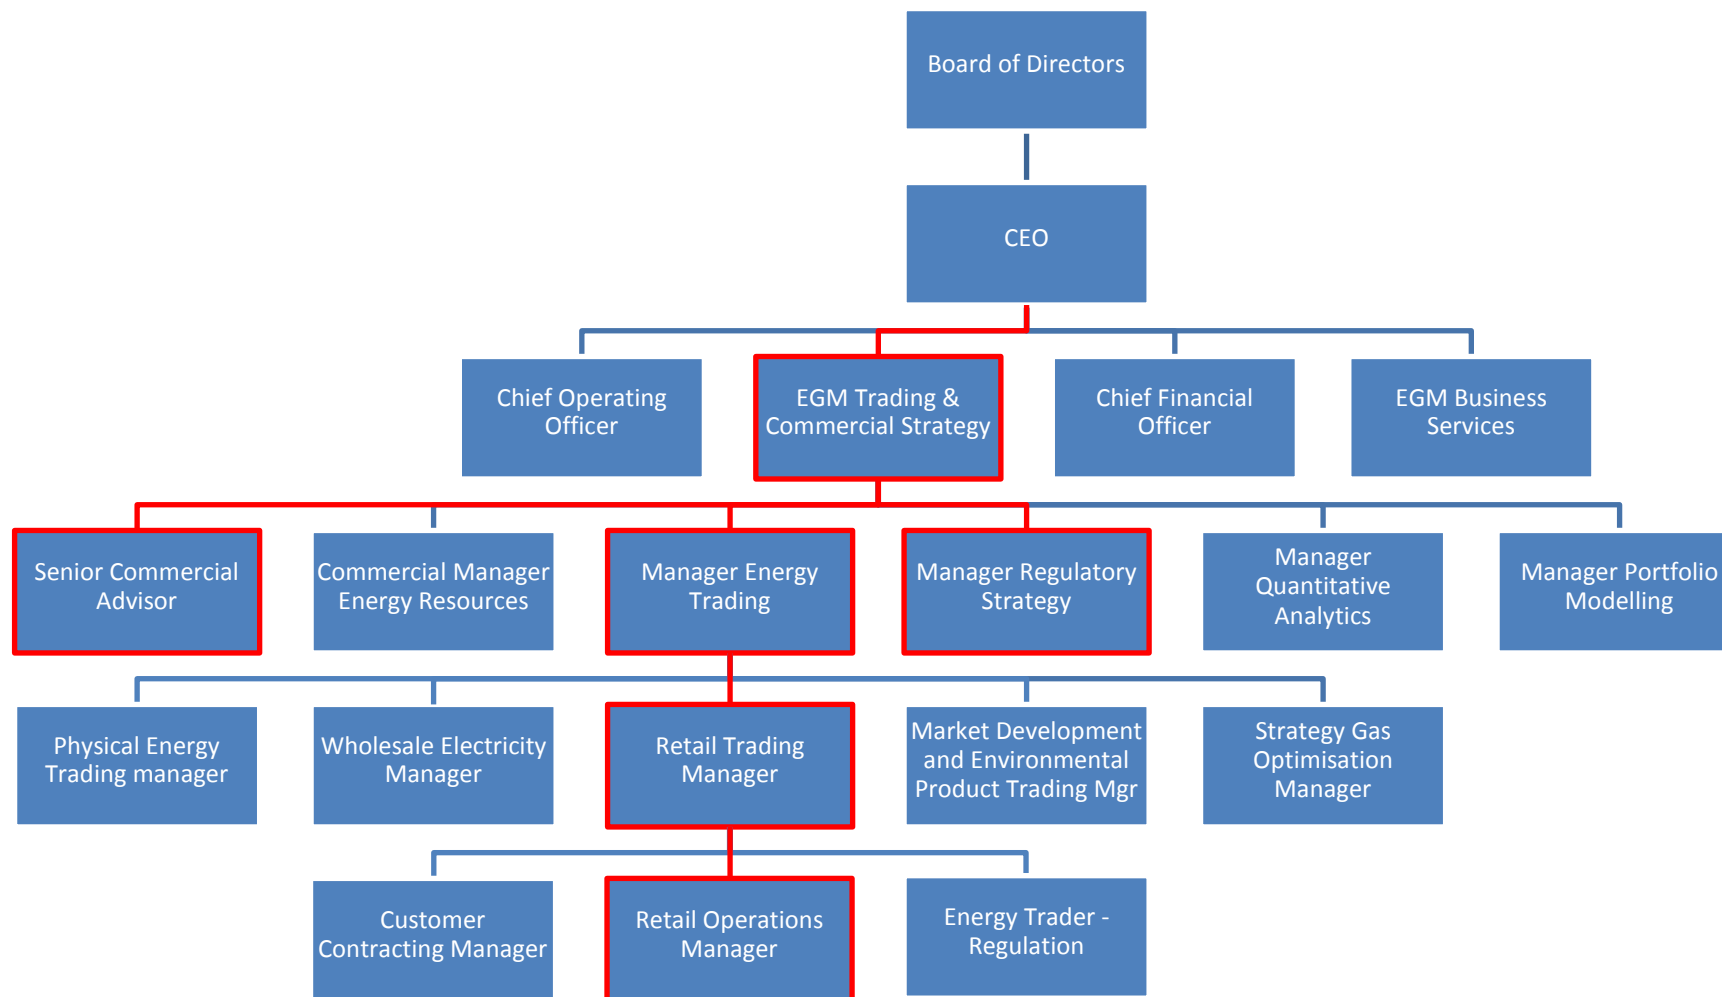 Board of Directors
CEO
Chief Operating
Officer
EGM Trading &
Commercial Strategy
Chief Financial
Officer
EGM Business
Services
Senior Commercial
Advisor
Commercial Manager
Energy Resources
Manager Energy
Trading
Manager Regulatory
Strategy
Manager
Quantitative
Analytics
Manager Portfolio
Modelling
Physical Energy
Trading manager
Wholesale Electricity
Manager
Retail Trading
Manager
Market Development
and Environmental
Product Trading Mgr
Strategy Gas
Optimisation
Manager
Customer
Contracting Manager
Retail Operations
Manager
Energy Trader -
Regulation